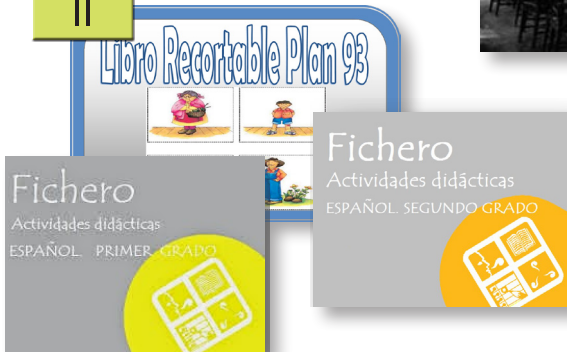 II
Libro Recortable Plan 93
Fichero
Actividades didácticas
ESPAÑOL. SEGUNDO GRADO
Fichero
Actividades didácticas
ESPAÑOL. PRIMER GRADO